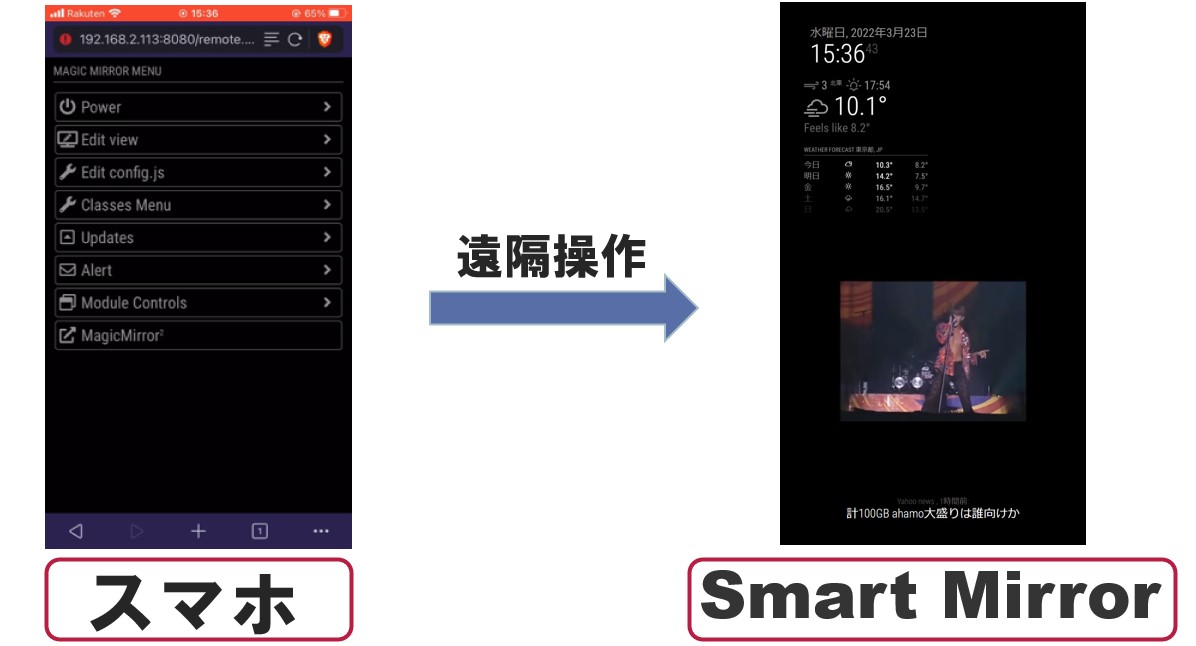 Rakuten 15:36 65%
192.168.2.113:8080/remote....
MAGIC MIRROR MENU
Power
Edit view
Edit config.js
Classes Menu
Updates
Alert
Module Controls
MagicMirror²
1
スマホ
遠隔操作
水曜日, 2022年3月23日
15:36 43
3 北東 17:54
10.1°
Feels like 8.2°
WEATHER FORECAST 東京都, JP
今日 10.3° 8.2°
明日 14.2° 7.5°
金 16.5° 9.7°
土 16.1° 14.7°
日 20.5° 13.5°
Yahoo news , 1時間前:
計100GB ahamo大盛りは誰向けか
Smart Mirror